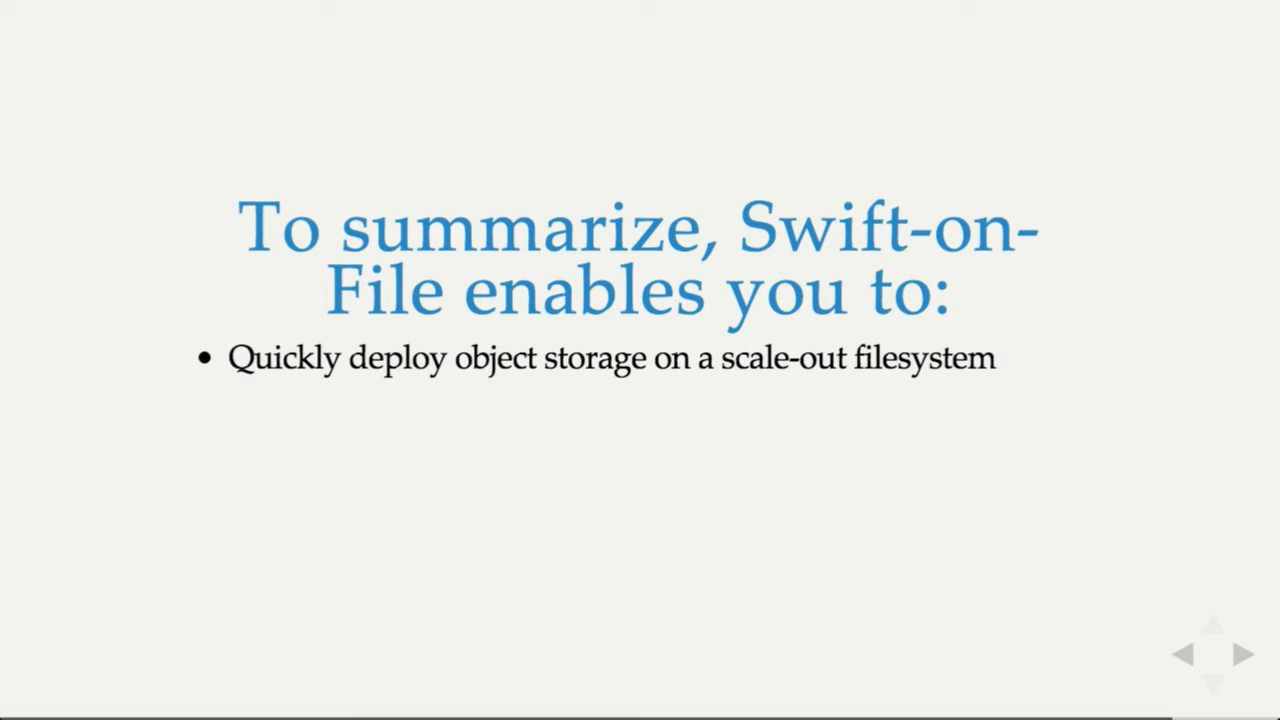 To summarize, Swift-on-
File enables you to:
• Quickly deploy object storage on a scale-out filesystem